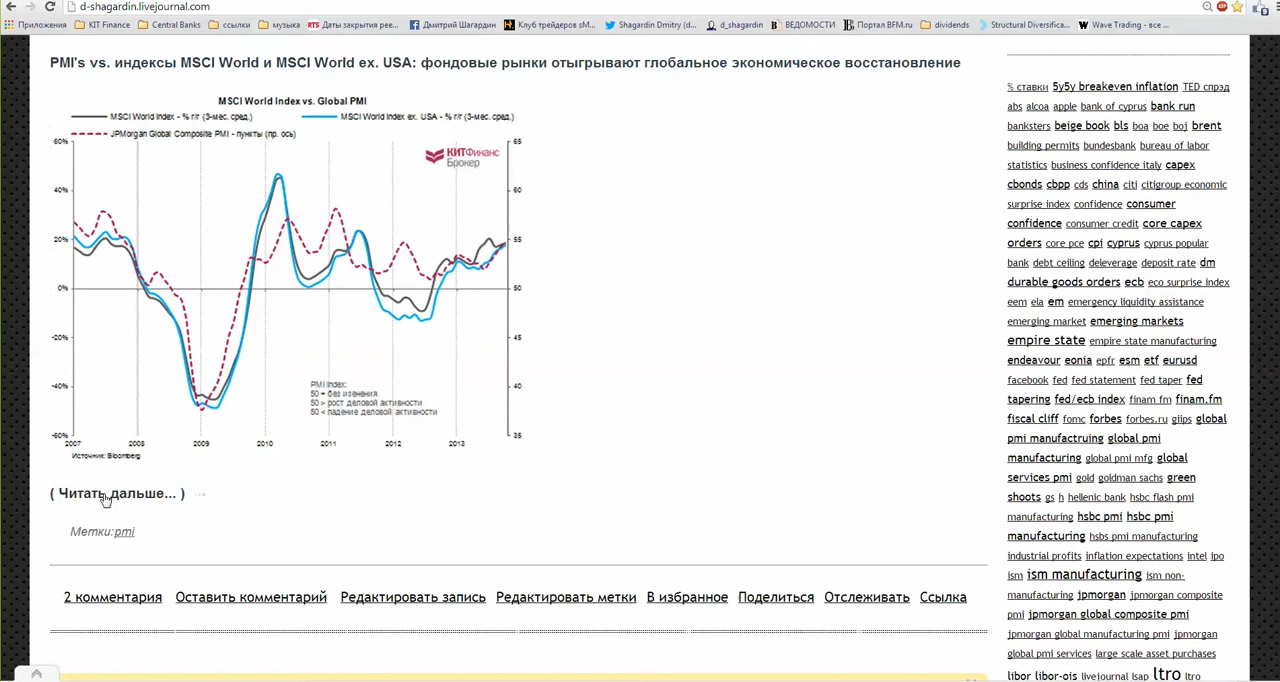 d-shagardin.livejournal.com
Приложения KIT Finance Central Banks ссылки музыка RTS Даты закрытия рее... Дмитрий Шагардин Клуб трейдеров sM... Shagardin Dmitry (d... d_shagardin ВЕДОМОСТИ Портал BFM.ru dividends Structural Diversifica... Wave Trading - все ...
PMI's vs. индексы MSCI World и MSCI World ex. USA: фондовые рынки отыгрывают глобальное экономическое восстановление
MSCI World Index vs. Global PMI
MSCI World Index - % г/г (3-мес. сред.) MSCI World Index ex. USA - % г/г (3-мес. сред.)
JPMorgan Global Composite PMI - пункты (пр. ось)
КИТФинанс
Брокер
60% 65
40% 60
20% 55
0% 50
-20% 45
-40% 40
-60% 35
PMI Index:
50 = без изенения
50 > рост деловой активности
50 < падение деловой активности
2007 2008 2009 2010 2011 2012 2013
Источник: Bloomberg
( Читать дальше... )
Метки:pmi
2 комментария Оставить комментарий Редактировать запись Редактировать метки В избранное Поделиться Отслеживать Ссылка
% ставки 5y5y breakeven inflation TED спрэд
abs alcoa apple bank of cyprus bank run
banksters beige book bls boa boe boj brent
building permits bundesbank bureau of labor
statistics business confidence italy capex
cbonds cbpp cds china citi citigroup economic
surprise index confidence consumer
confidence consumer credit core capex
orders core pce cpi cyprus cyprus popular
bank debt ceiling deleverage deposit rate dm
durable goods orders ecb eco surprise index
eem ela em emergency liquidity assistance
emerging market emerging markets
empire state empire state manufacturing
endeavour eonia epfr esm etf eurusd
facebook fed fed statement fed taper fed
tapering fed/ecb index finam fm finam.fm
fiscal cliff fomc forbes forbes.ru giips global
pmi manufactruing global pmi
manufacturing global pmi mfg global
services pmi gold goldman sachs green
shoots gs h hellenic bank hsbc flash pmi
manufacturing hsbc pmi hsbc pmi
manufacturing hsbs pmi manufacturing
industrial profits inflation expectations intel ipo
ism ism manufacturing ism non-
manufacturing jpmorgan jpmorgan composite
pmi jpmorgan global composite pmi
jpmorgan global manufacturing pmi jpmorgan
global pmi services large scale asset purchases
libor libor-ois livejournal lsap ltro ltro